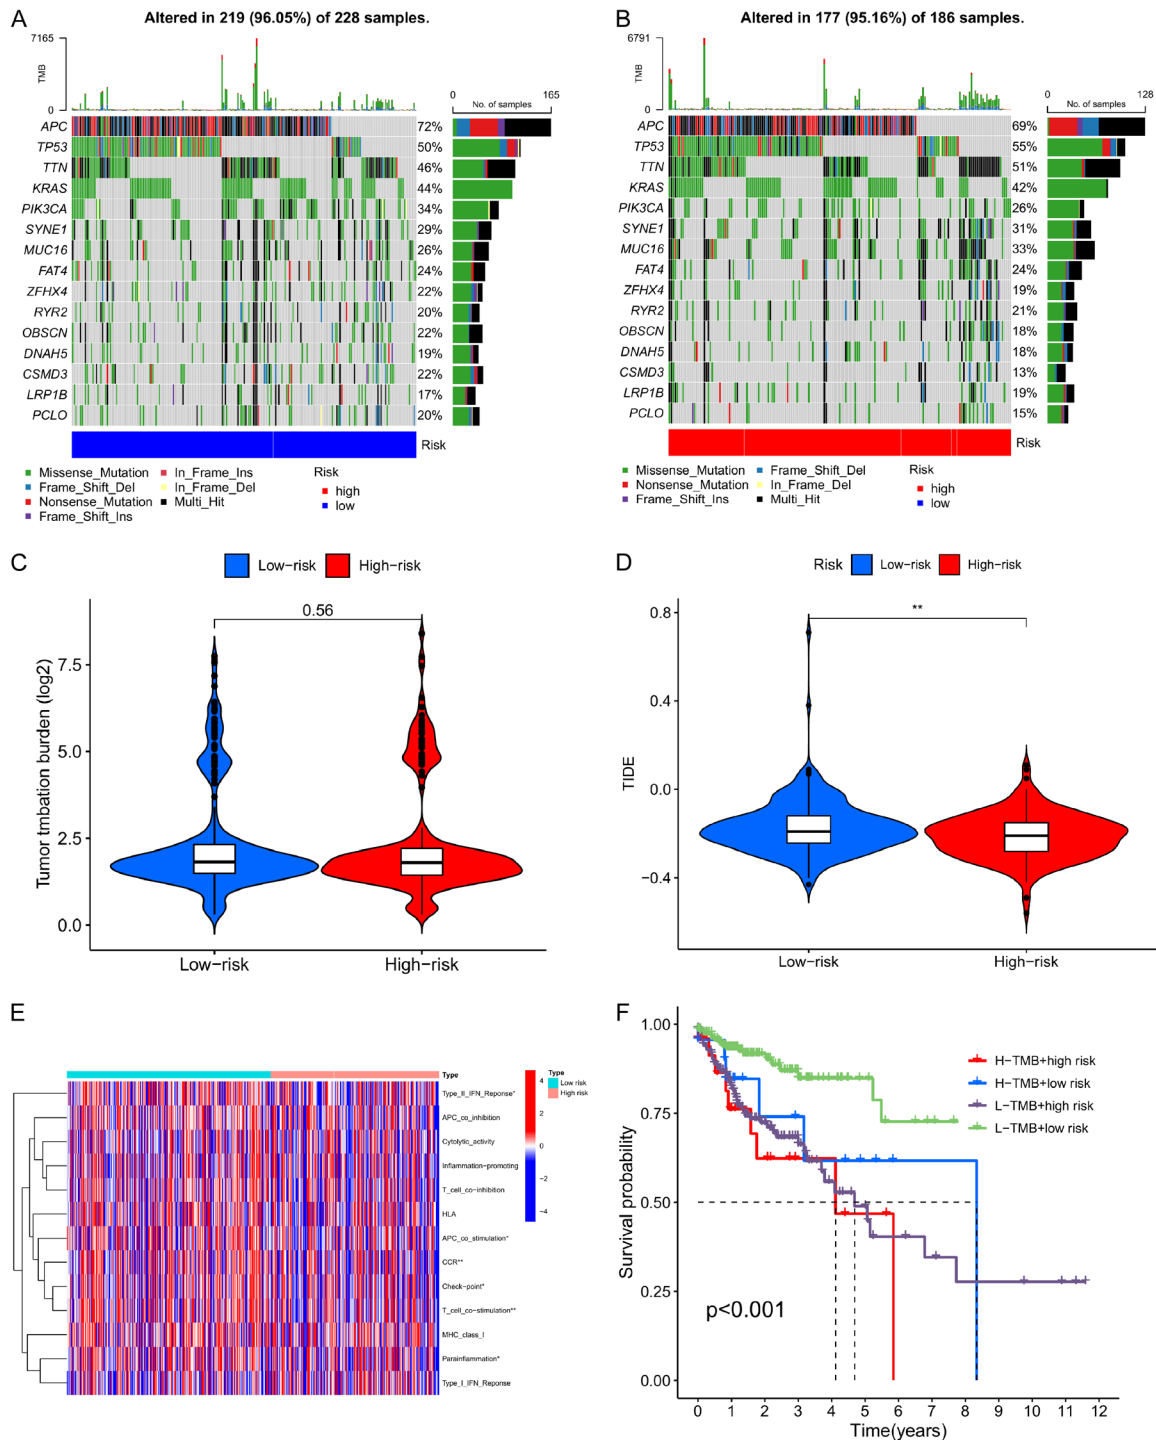 A
Altered in 219 (96.05%) of 228 samples.
7165
TMB
0
0 165
No. of samples
APC 72%
TP53 50%
TTN 46%
KRAS 44%
PIK3CA 34%
SYNE1 29%
MUC16 26%
FAT4 24%
ZFHX4 22%
RYR2 20%
OBSCN 22%
DNAH5 19%
CSMD3 22%
LRP1B 17%
PCLO 20%
Risk
Missense_Mutation In_Frame_Ins Risk
Frame_Shift_Del In_Frame_Del high
Nonsense_Mutation Multi_Hit low
Frame_Shift_Ins
B
Altered in 177 (95.16%) of 186 samples.
6791
TMB
0
0 128
No. of samples
APC 69%
TP53 55%
TTN 51%
KRAS 42%
PIK3CA 26%
SYNE1 31%
MUC16 33%
FAT4 24%
ZFHX4 19%
RYR2 21%
OBSCN 18%
DNAH5 18%
CSMD3 13%
LRP1B 19%
PCLO 15%
Risk
Missense_Mutation Frame_Shift_Del Risk
Nonsense_Mutation In_Frame_Del high
Frame_Shift_Ins Multi_Hit low
C
Low-risk High-risk
0.56
Tumor tmbation burden (log2)
7.5
5.0
2.5
0.0
Low-risk High-risk
D
Risk Low-risk High-risk
**
TIDE
0.8
0.4
0.0
-0.4
Low-risk High-risk
E
Type
Type_II_IFN_Reponse*
APC_co_inhibition
Cytolytic_activity
Inflammation-promoting
T_cell_co-inhibition
HLA
APC_co_stimulation*
CCR**
Check-point*
T_cell_co-stimulation**
MHC_class_I
Parainflammation*
Type_I_IFN_Reponse
4
2
0
-2
-4
Type
Low risk
High risk
F
Survival probability
1.00
0.75
0.50
0.25
0.00
H-TMB+high risk
H-TMB+low risk
L-TMB+high risk
L-TMB+low risk
p<0.001
0 1 2 3 4 5 6 7 8 9 10 11 12
Time(years)